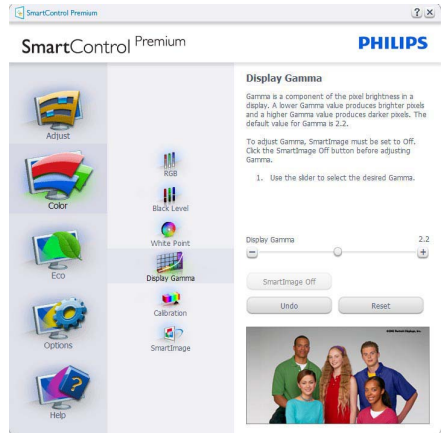 SmartControl Premium
? ×
SmartControl Premium
PHILIPS
Adjust
Color
Eco
Options
Help
RGB
Black Level
White Point
Display Gamma
Calibration
SmartImage
Display Gamma
Gamma is a component of the pixel brightness in a
display. A lower Gamma value produces brighter pixels
and a higher Gamma value produces darker pixels. The
default value for Gamma is 2.2.
To adjust Gamma, SmartImage must be set to Off.
Click the SmartImage Off button before adjusting
Gamma.
1. Use the slider to select the desired Gamma.
Display Gamma 2.2
SmartImage Off
Undo Reset